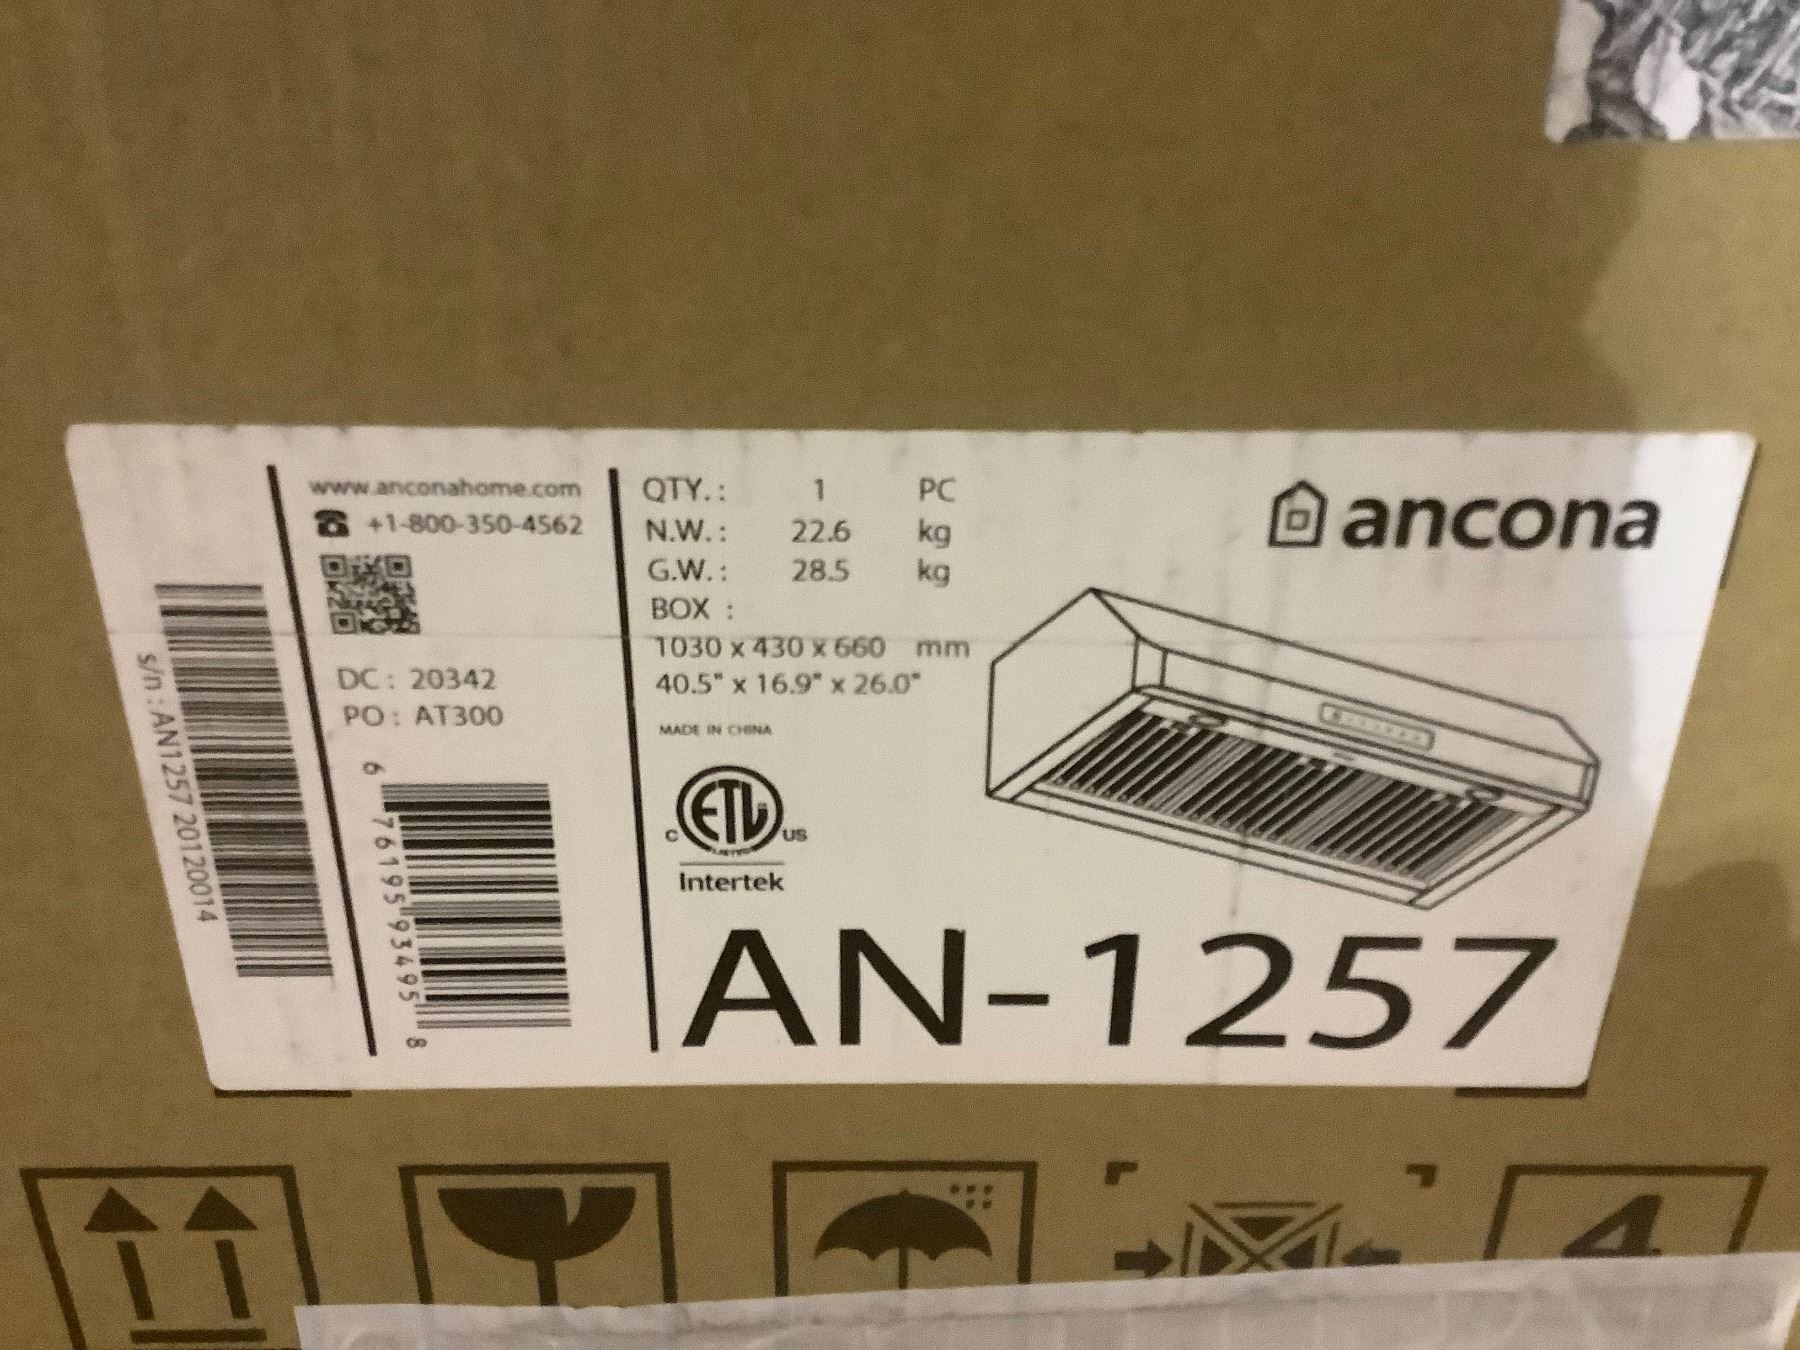 s/n : AN1257 20120014
www.anconahome.com
+1-800-350-4562
DC : 20342
PO : AT300
6 76195 93495 8
QTY. : 1 PC
N.W. : 22.6 kg
G.W. : 28.5 kg
BOX :
1030 x 430 x 660 mm
40.5" x 16.9" x 26.0"
MADE IN CHINA
ETL
C US
LISTED
Intertek
ancona
AN-1257
4